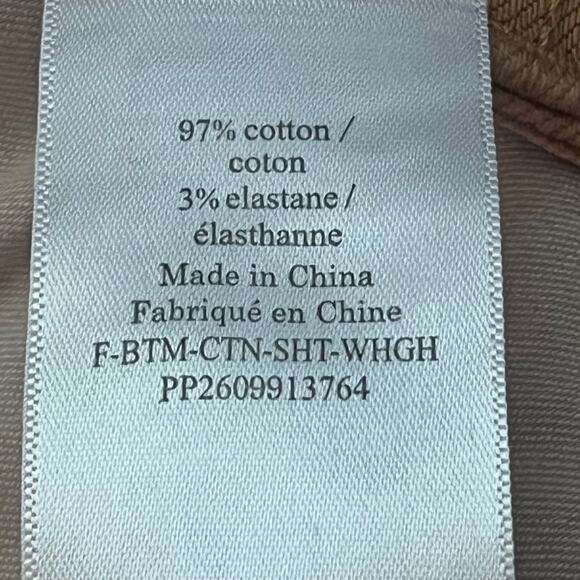 97% cotton /
coton
3% elastane /
élasthanne
Made in China
Fabriqué en Chine
F-BTM-CTN-SHT-WHGH
PP2609913764